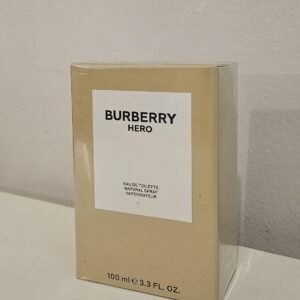 BURBERRY
HERO
EAU DE TOILETTE
NATURAL SPRAY
VAPORISATEUR
100 ml ℮ 3.3 FL. OZ.